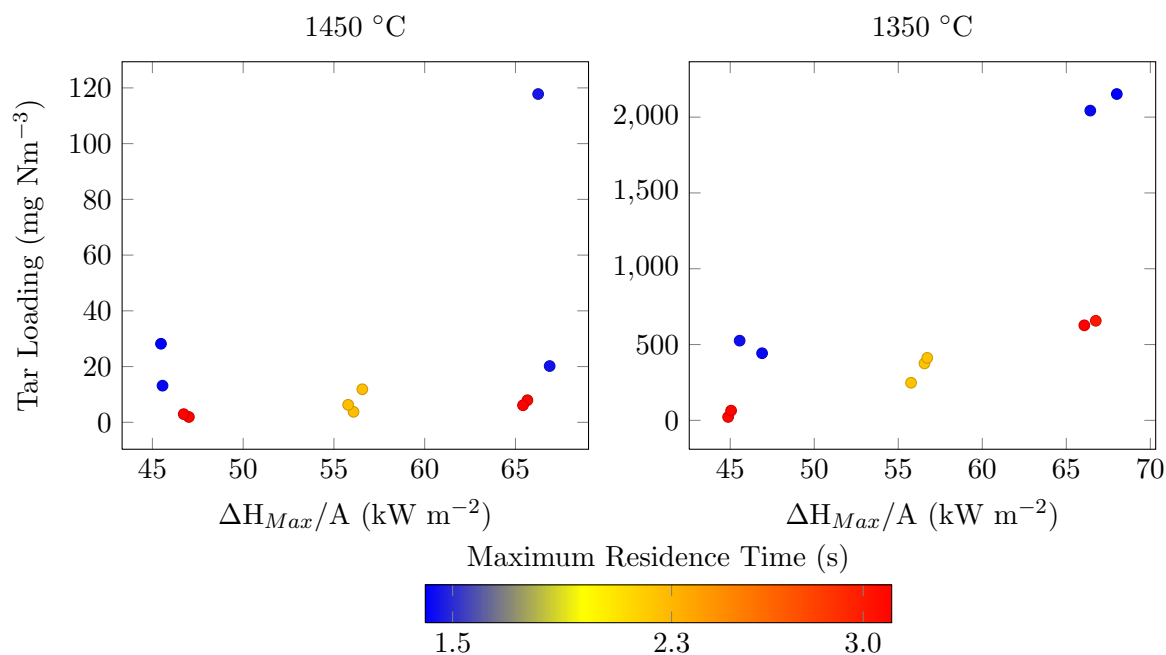 1450 °C
1350 °C
Tar Loading (mg Nm⁻³)
120
100
80
60
40
20
0
45 50 55 60 65
ΔH_Max/A (kW m⁻²)
2,000
1,500
1,000
500
0
45 50 55 60 65 70
ΔH_Max/A (kW m⁻²)
Maximum Residence Time (s)
1.5 2.3 3.0